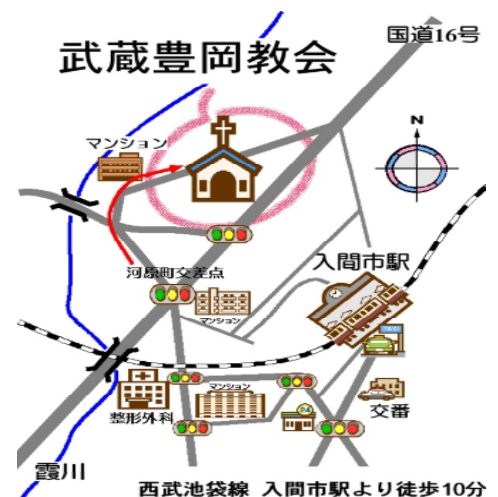 国道16号
武蔵豊岡教会
マンション
N
入間市駅
河原町交差点
マンション
マンション
整形外科
交番
霞川
西武池袋線 入間市駅より徒歩10分